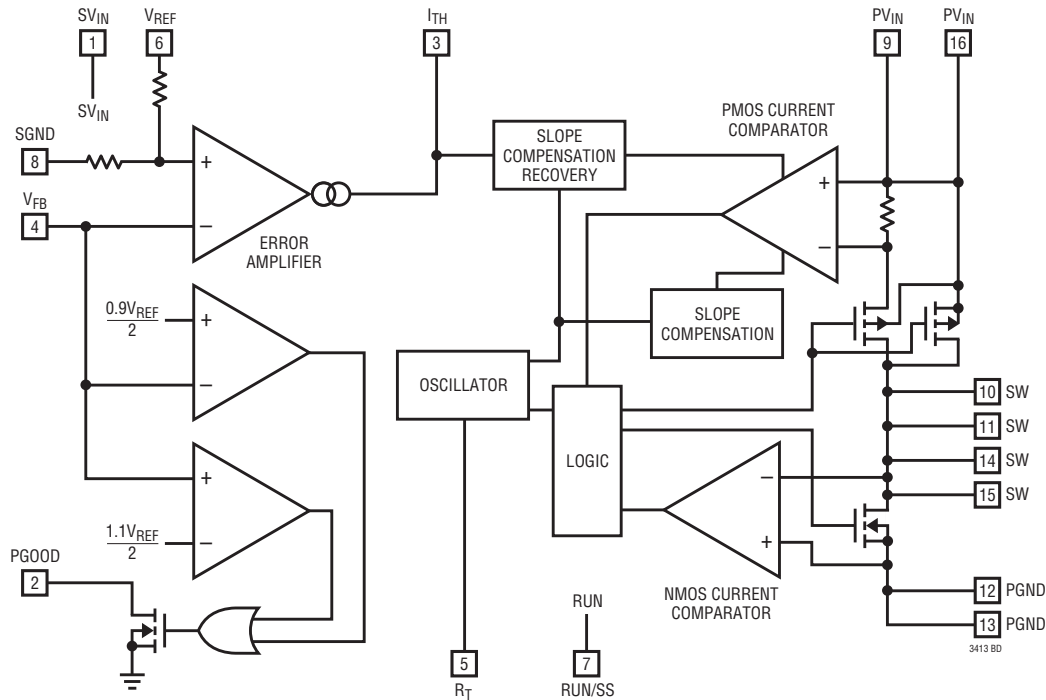 SVIN
1
SVIN
VREF
6
ITH
3
PVIN
9
PVIN
16
SGND
8
VFB
4
+
–
ERROR
AMPLIFIER
SLOPE
COMPENSATION
RECOVERY
PMOS CURRENT
COMPARATOR
+
–
0.9VREF
2
+
–
SLOPE
COMPENSATION
OSCILLATOR
LOGIC
10 SW
11 SW
14 SW
15 SW
+
–
1.1VREF
2
–
+
NMOS CURRENT
COMPARATOR
PGOOD
2
12 PGND
13 PGND
3413 BD
5
RT
RUN
7
RUN/SS